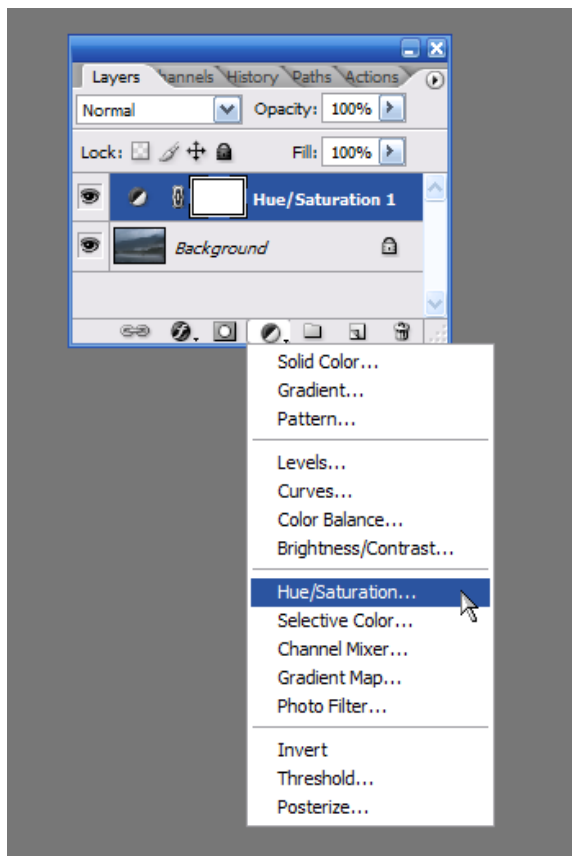 Layers Channels History Paths Actions
Normal Opacity: 100%
Lock: Fill: 100%
Hue/Saturation 1
Background
Solid Color...
Gradient...
Pattern...
Levels...
Curves...
Color Balance...
Brightness/Contrast...
Hue/Saturation...
Selective Color...
Channel Mixer...
Gradient Map...
Photo Filter...
Invert
Threshold...
Posterize...